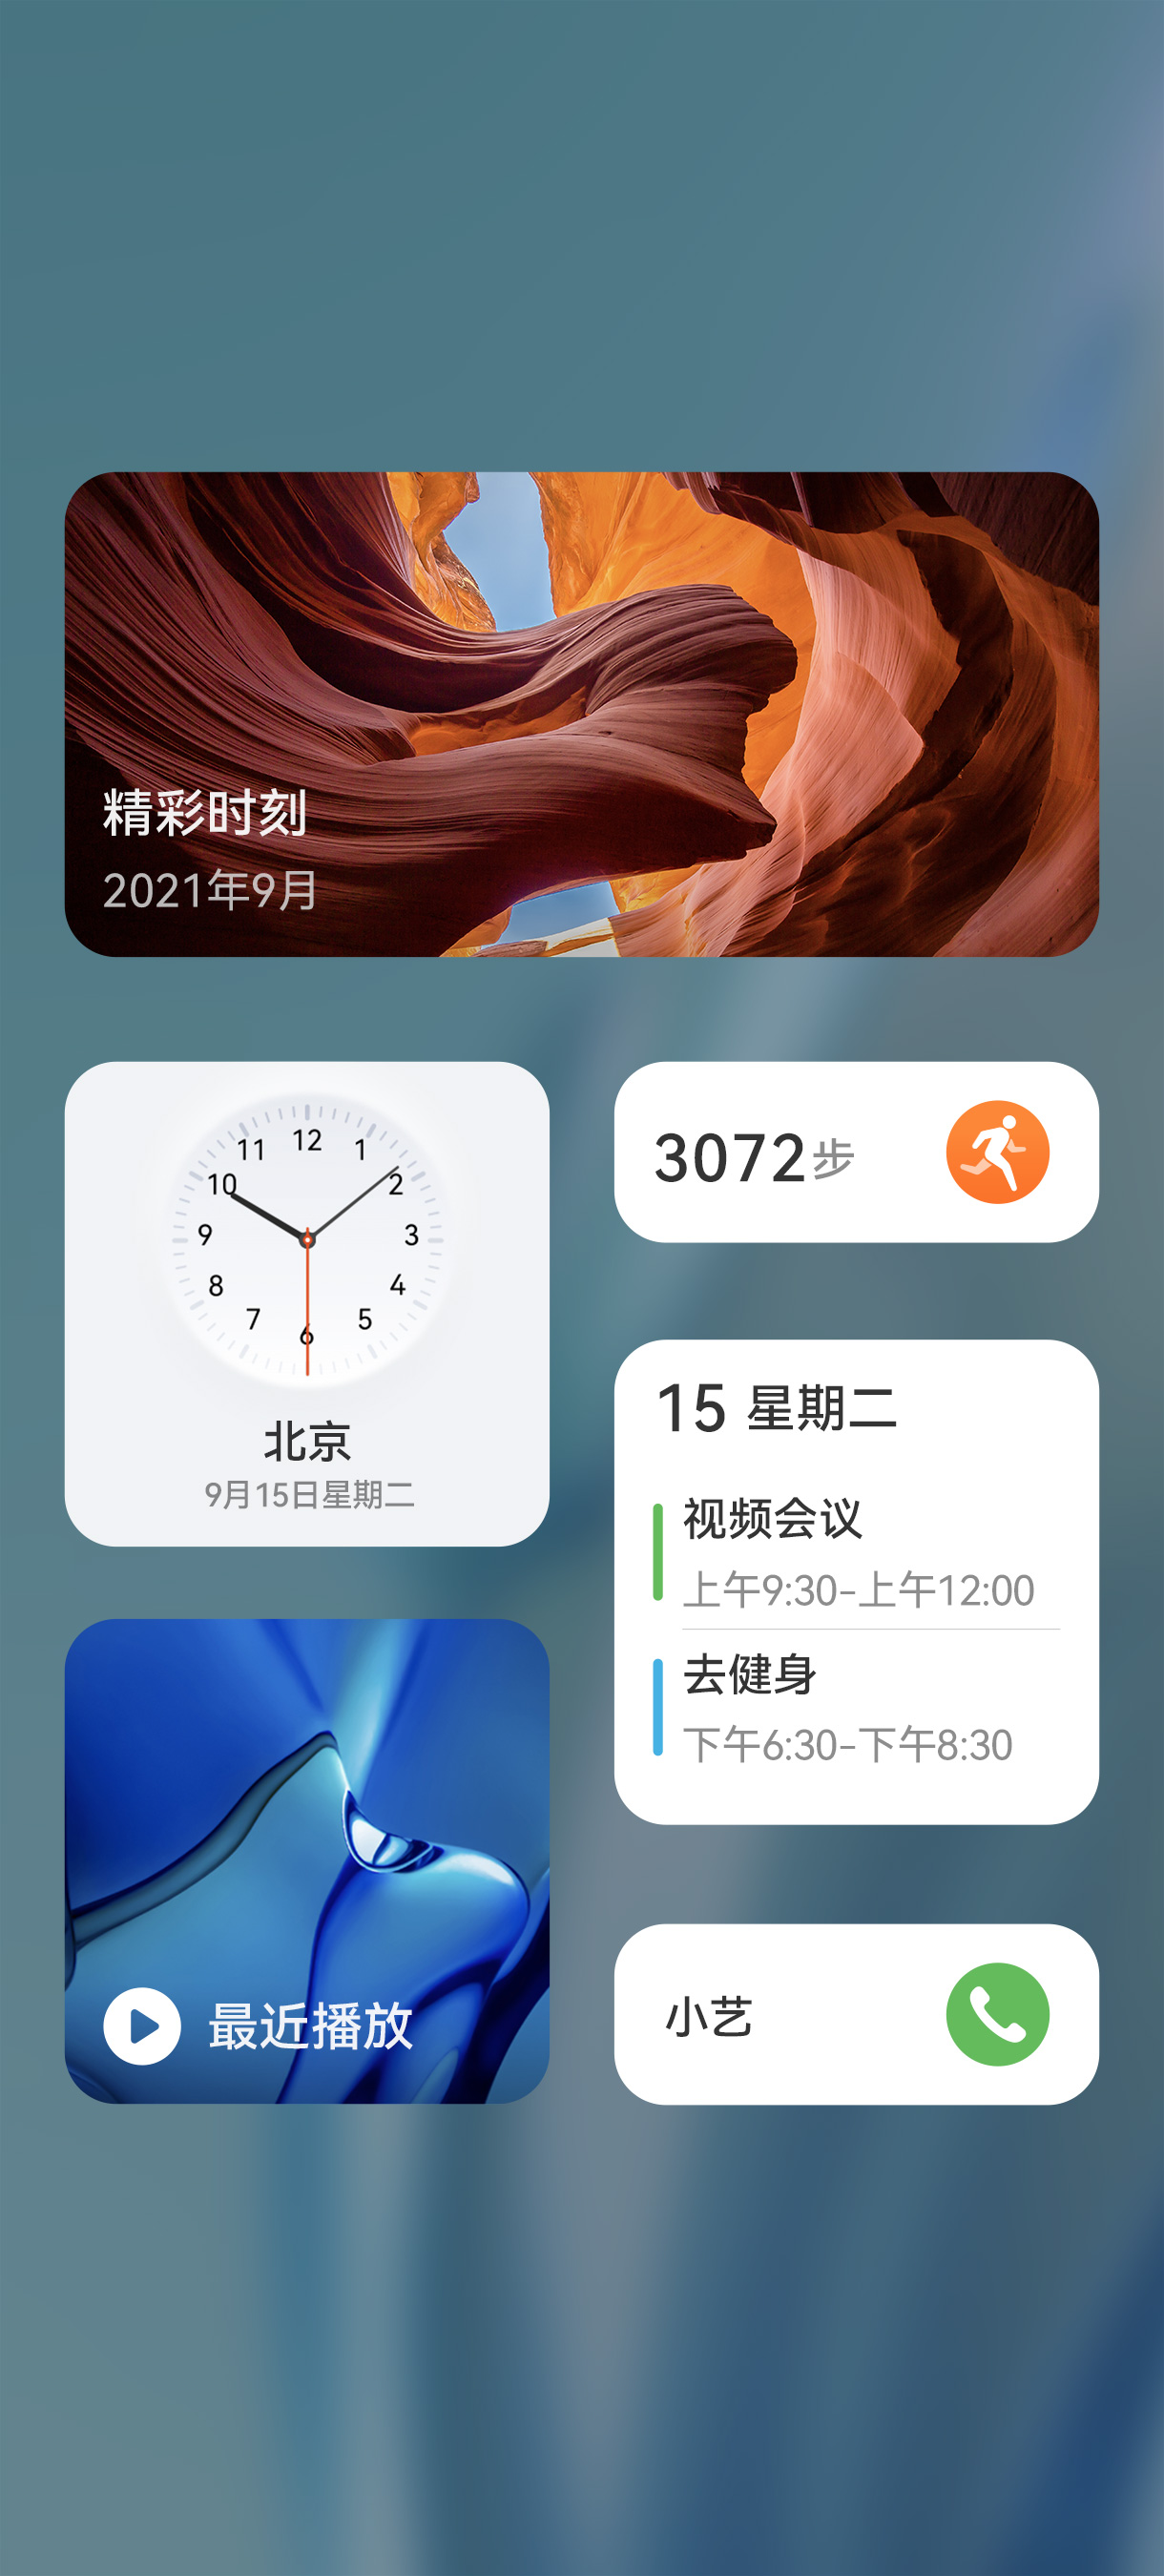 精彩时刻
2021年9月
12
11 1
10 2
9 3
8 4
7 5
6
北京
9月15日星期二
3072步
15 星期二
视频会议
上午9:30-上午12:00
去健身
下午6:30-下午8:30
最近播放
小艺